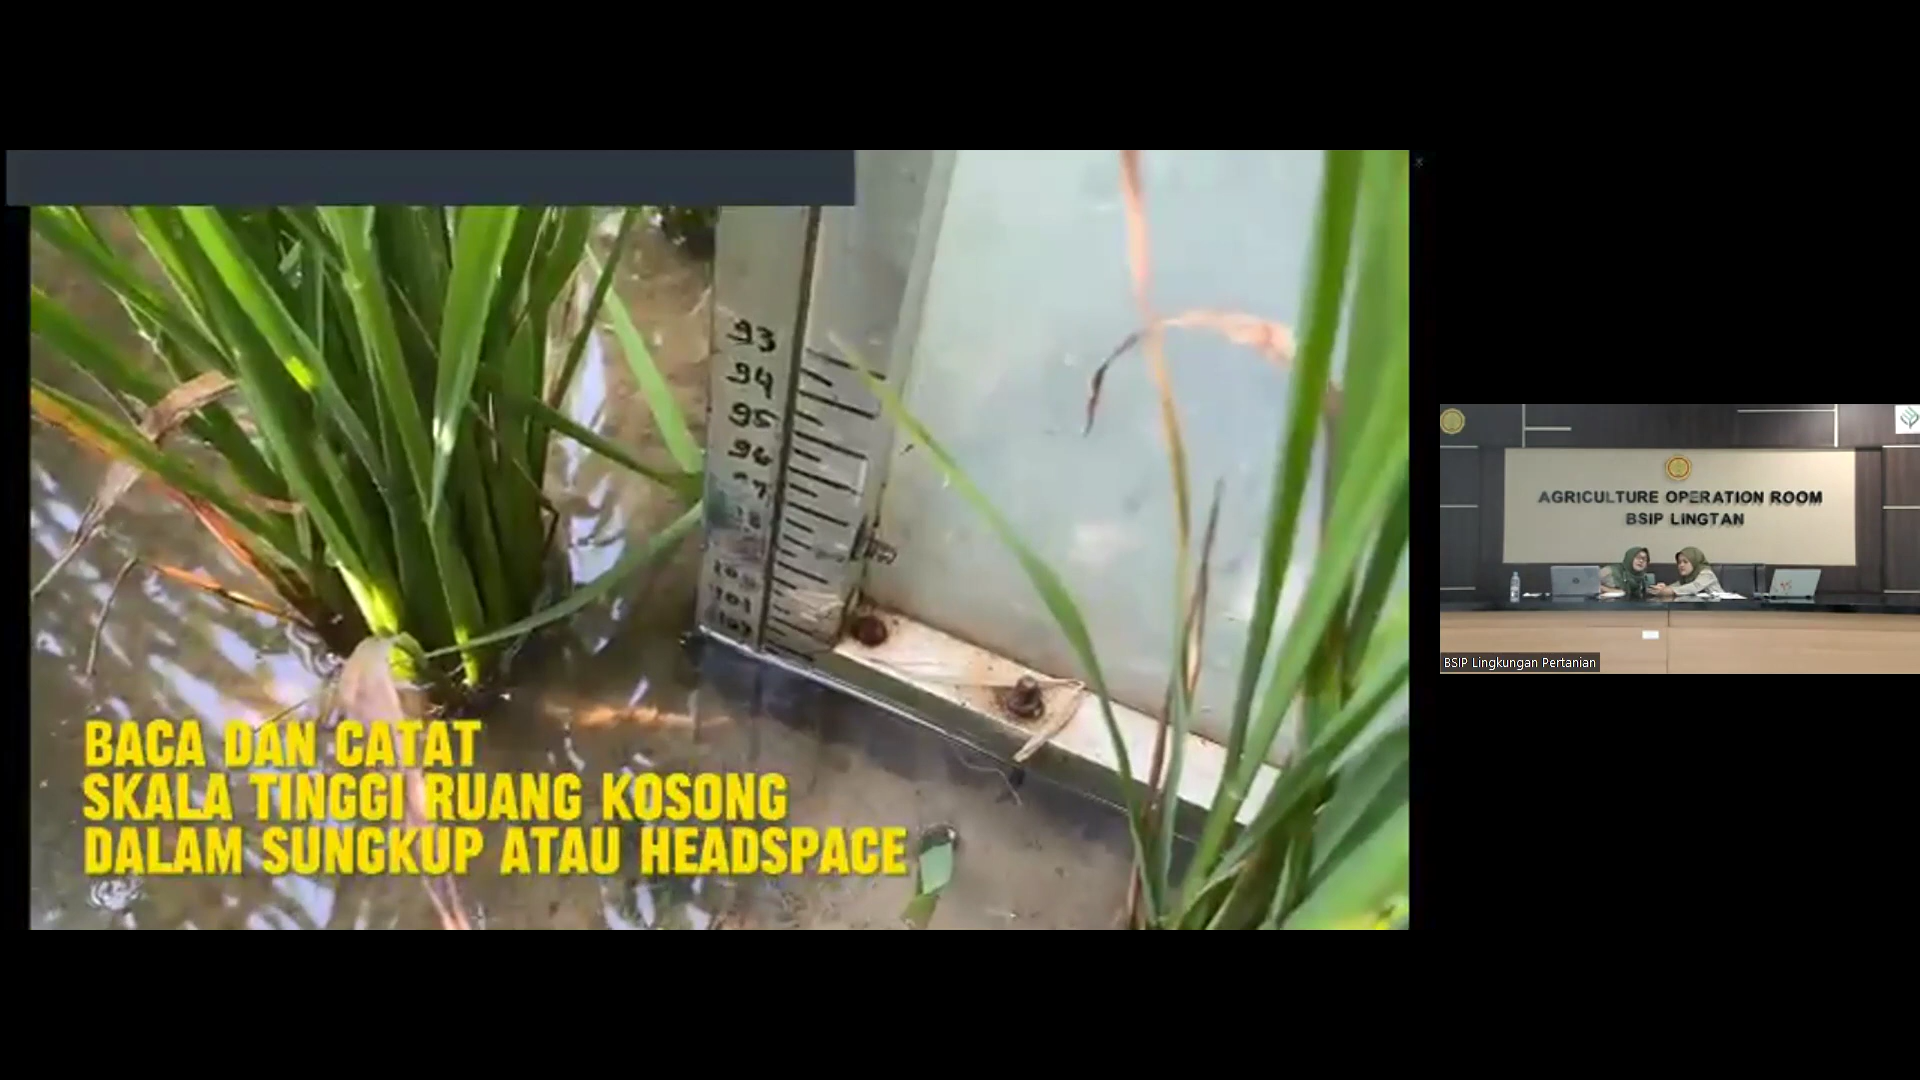 93
94
95
96
101
BACA DAN CATAT
SKALA TINGGI RUANG KOSONG
DALAM SUNGKUP ATAU HEADSPACE
AGRICULTURE OPERATION ROOM
BSIP LINGTAN
BSIP Lingkungan Pertanian